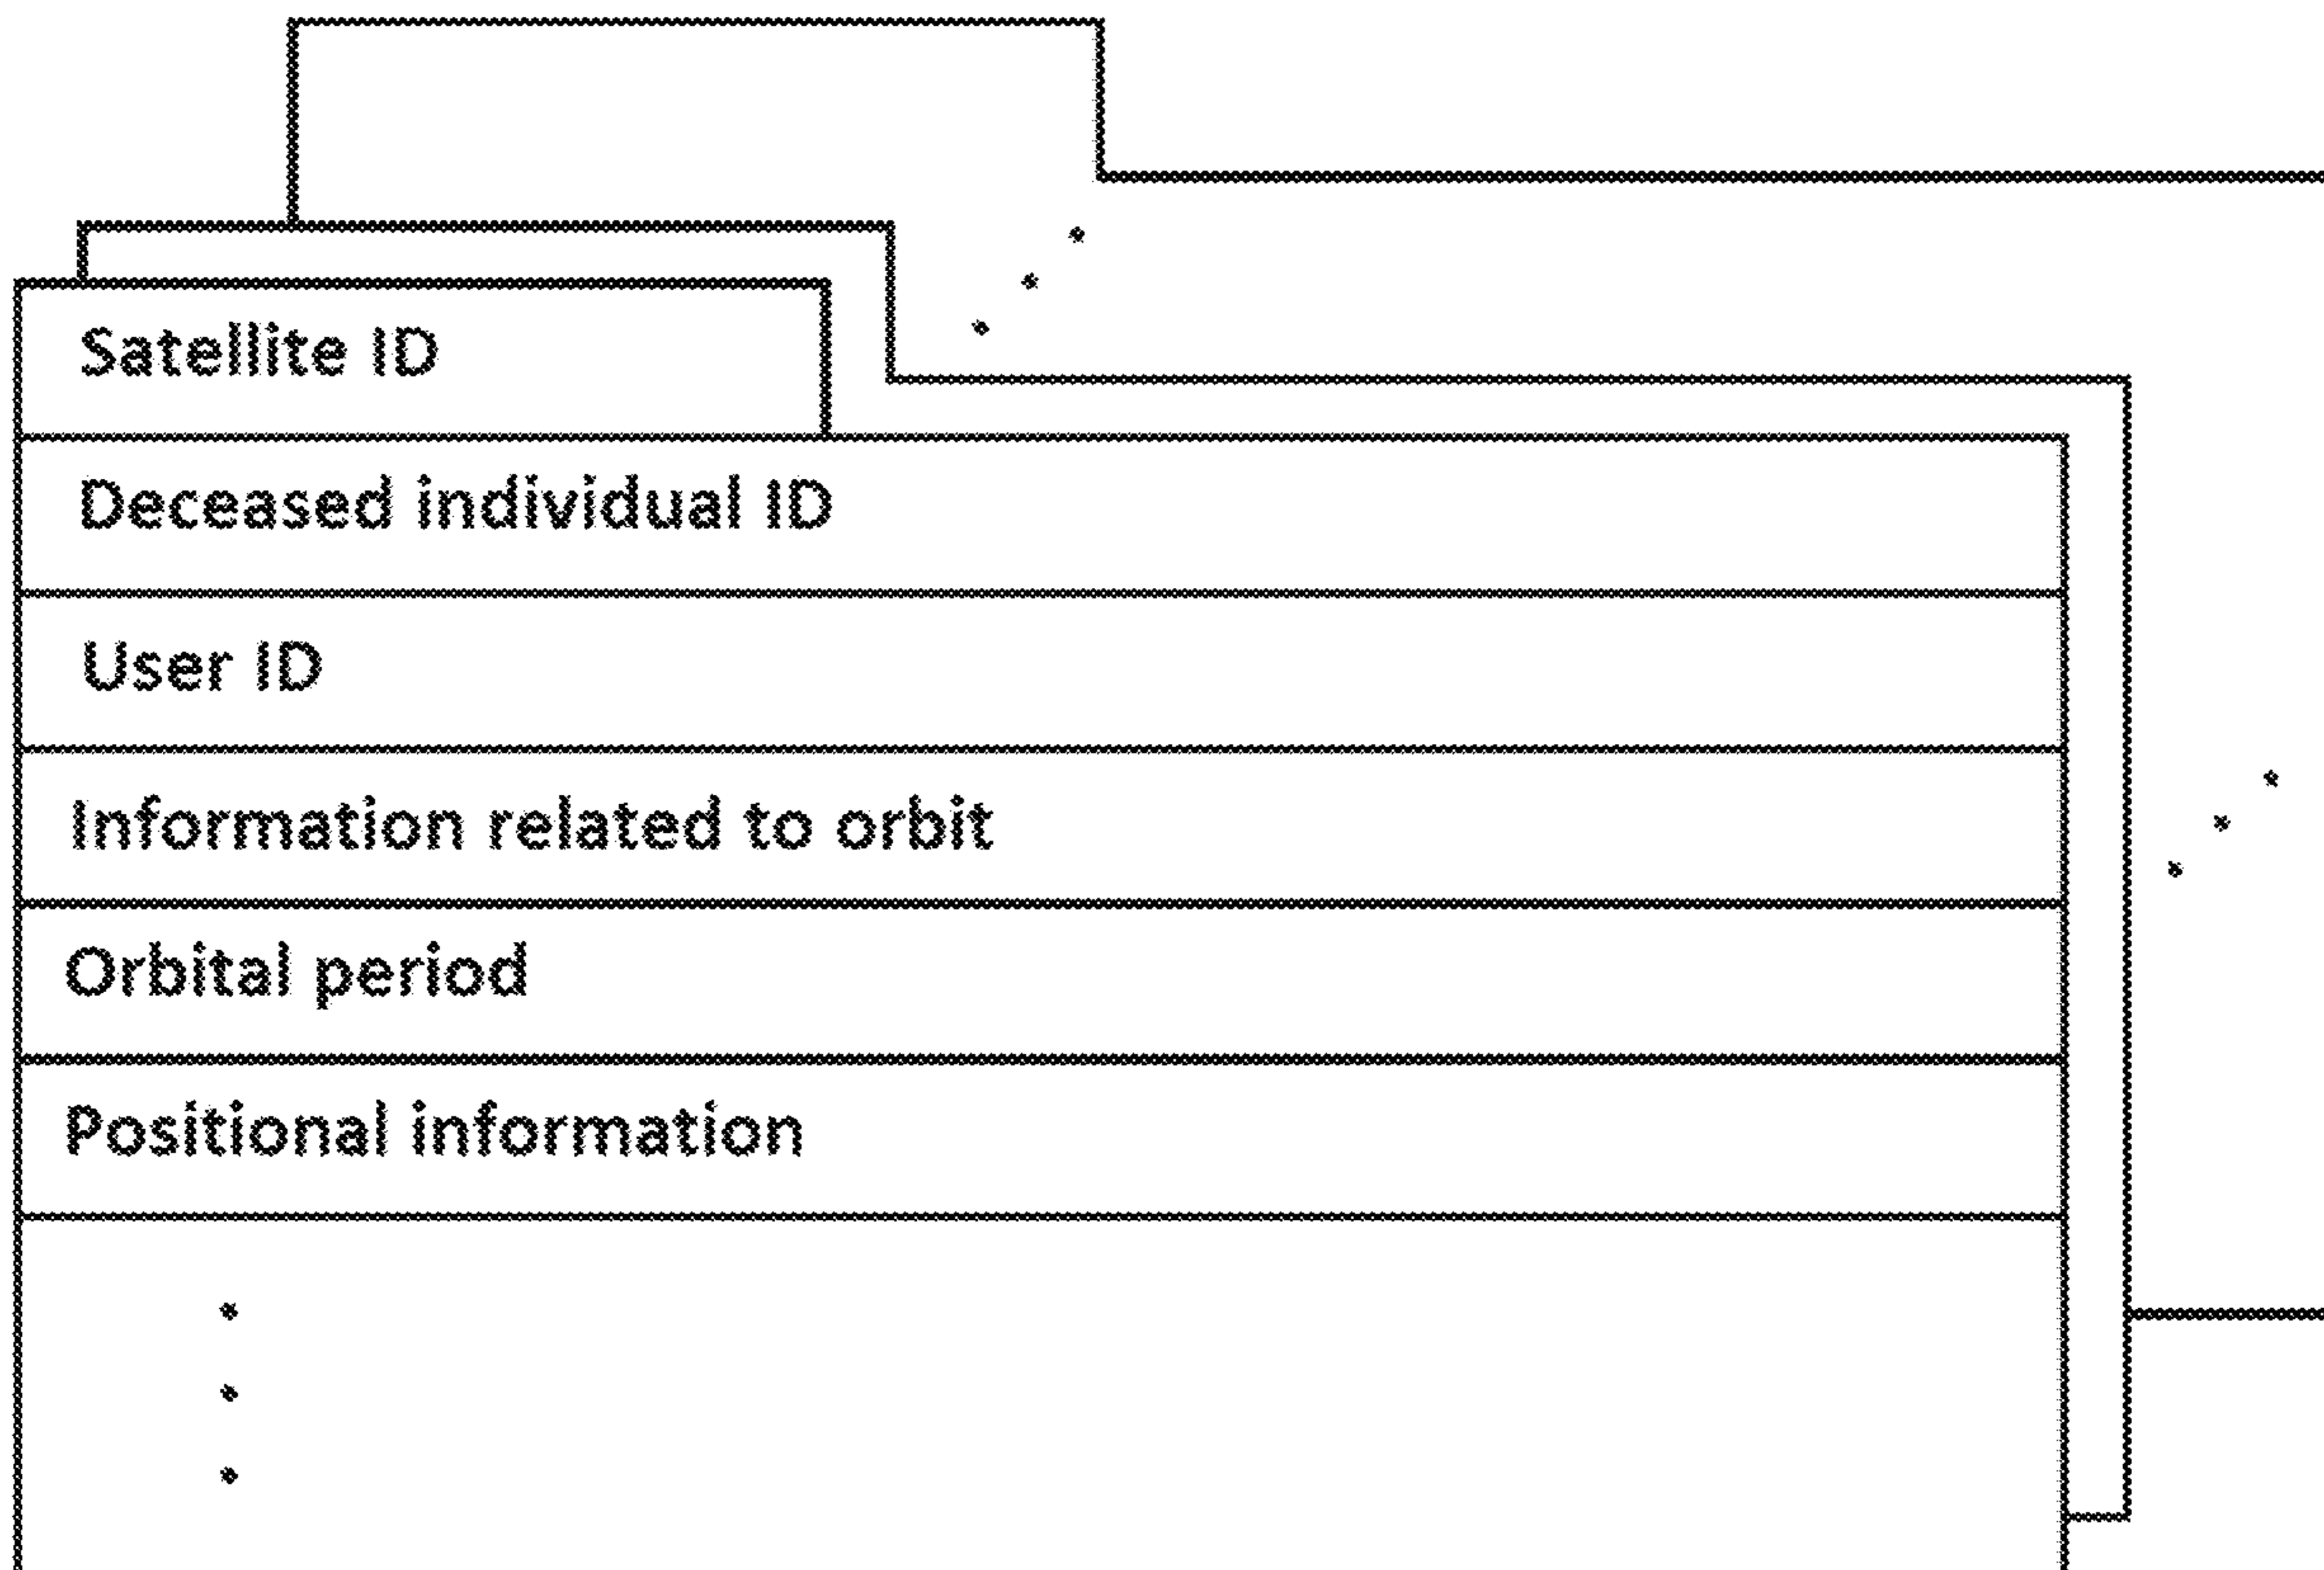 Satellite ID
Deceased individual ID
User ID
Information related to orbit
Orbital period
Positional information